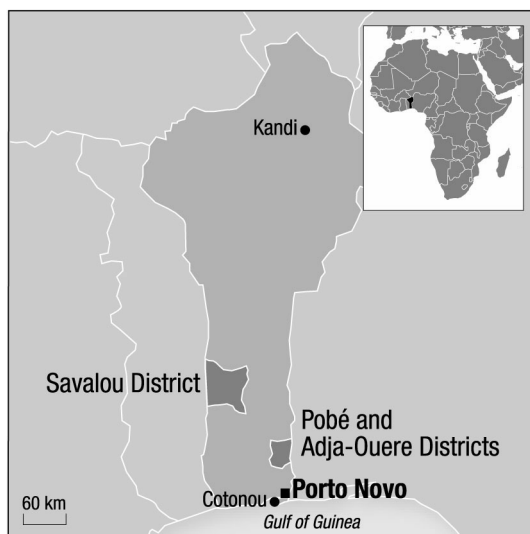 Kandi
Savalou District
Pobé and
Adja-Ouere Districts
Porto Novo
Cotonou
60 km
Gulf of Guinea